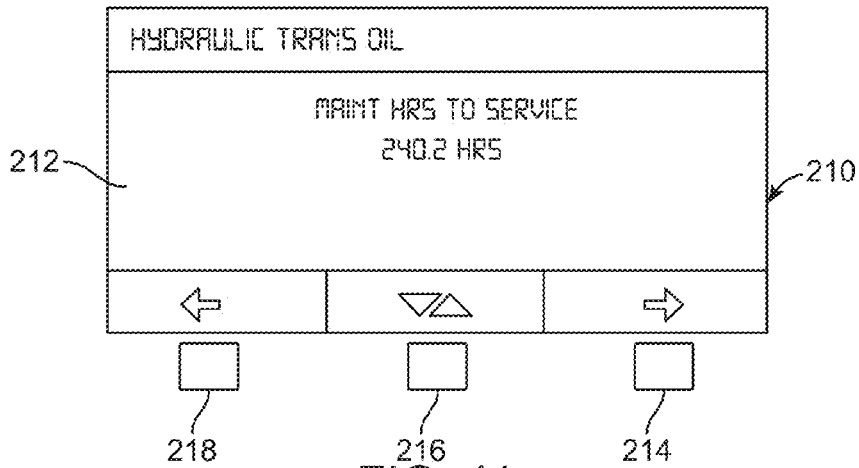 HYDRAULIC TRANS OIL
MAINT HRS TO SERVICE
240.2 HRS
212
210
218
216
214